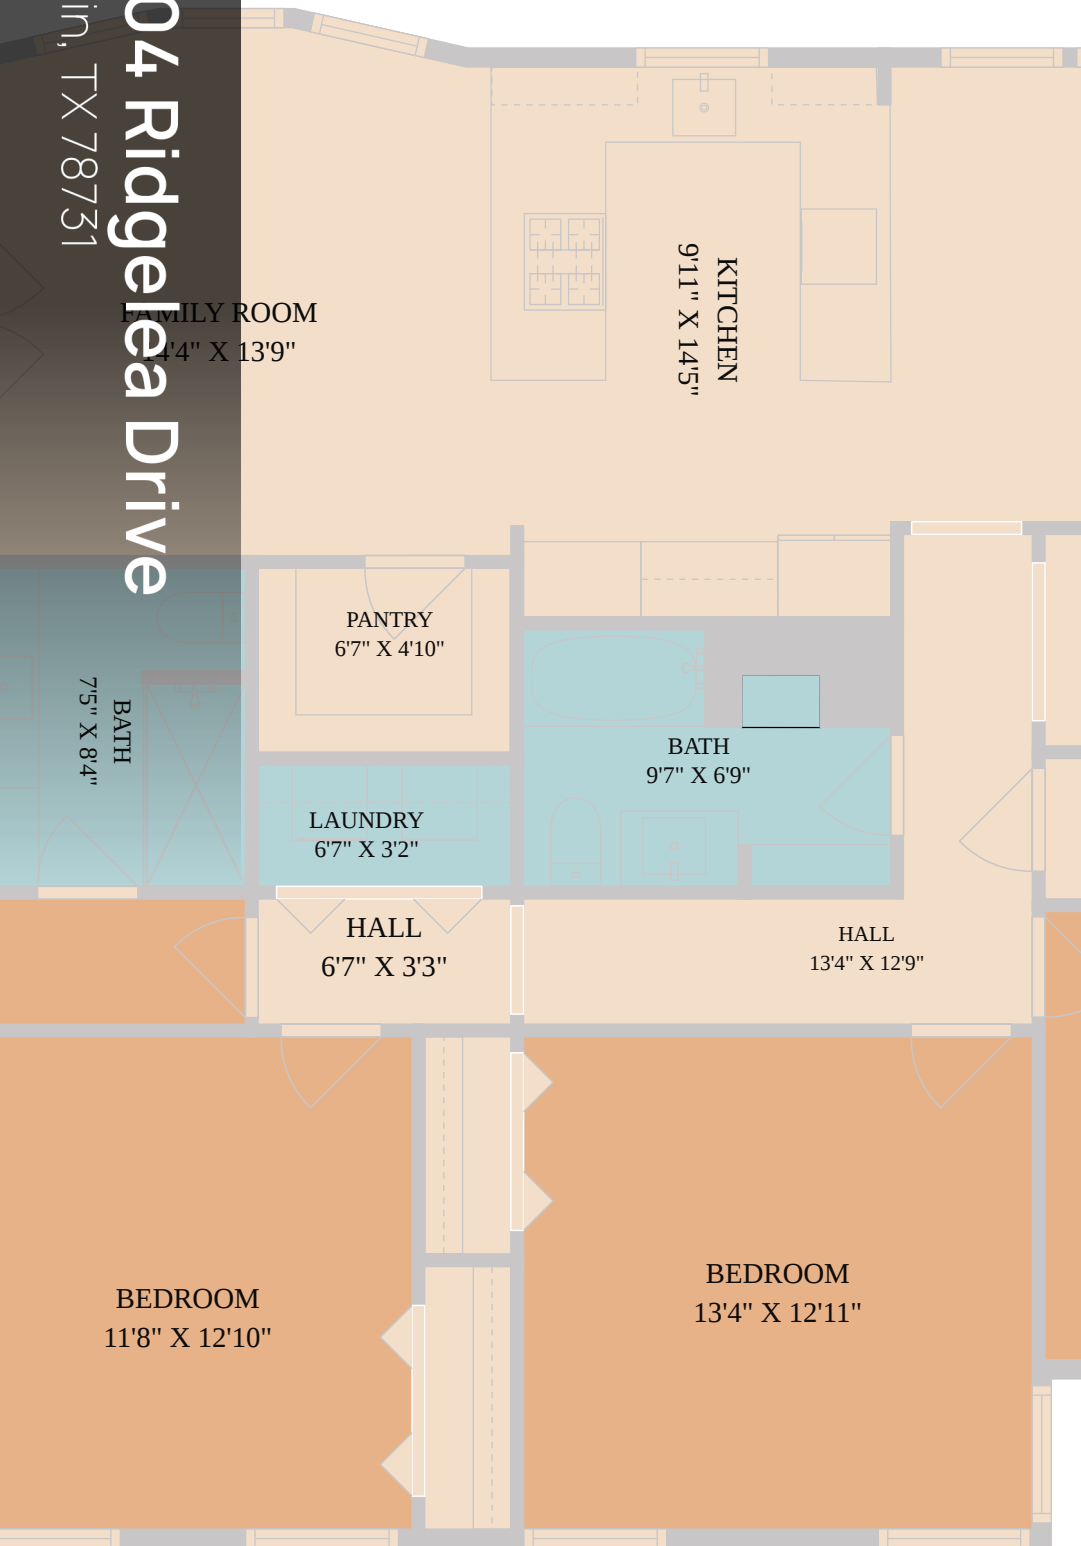 04 Ridgelea Drive
in, TX 78731
FAMILY ROOM
14'4" X 13'9"
KITCHEN
9'11" X 14'5"
PANTRY
6'7" X 4'10"
BATH
7'5" X 8'4"
BATH
9'7" X 6'9"
LAUNDRY
6'7" X 3'2"
HALL
6'7" X 3'3"
HALL
13'4" X 12'9"
BEDROOM
11'8" X 12'10"
BEDROOM
13'4" X 12'11"